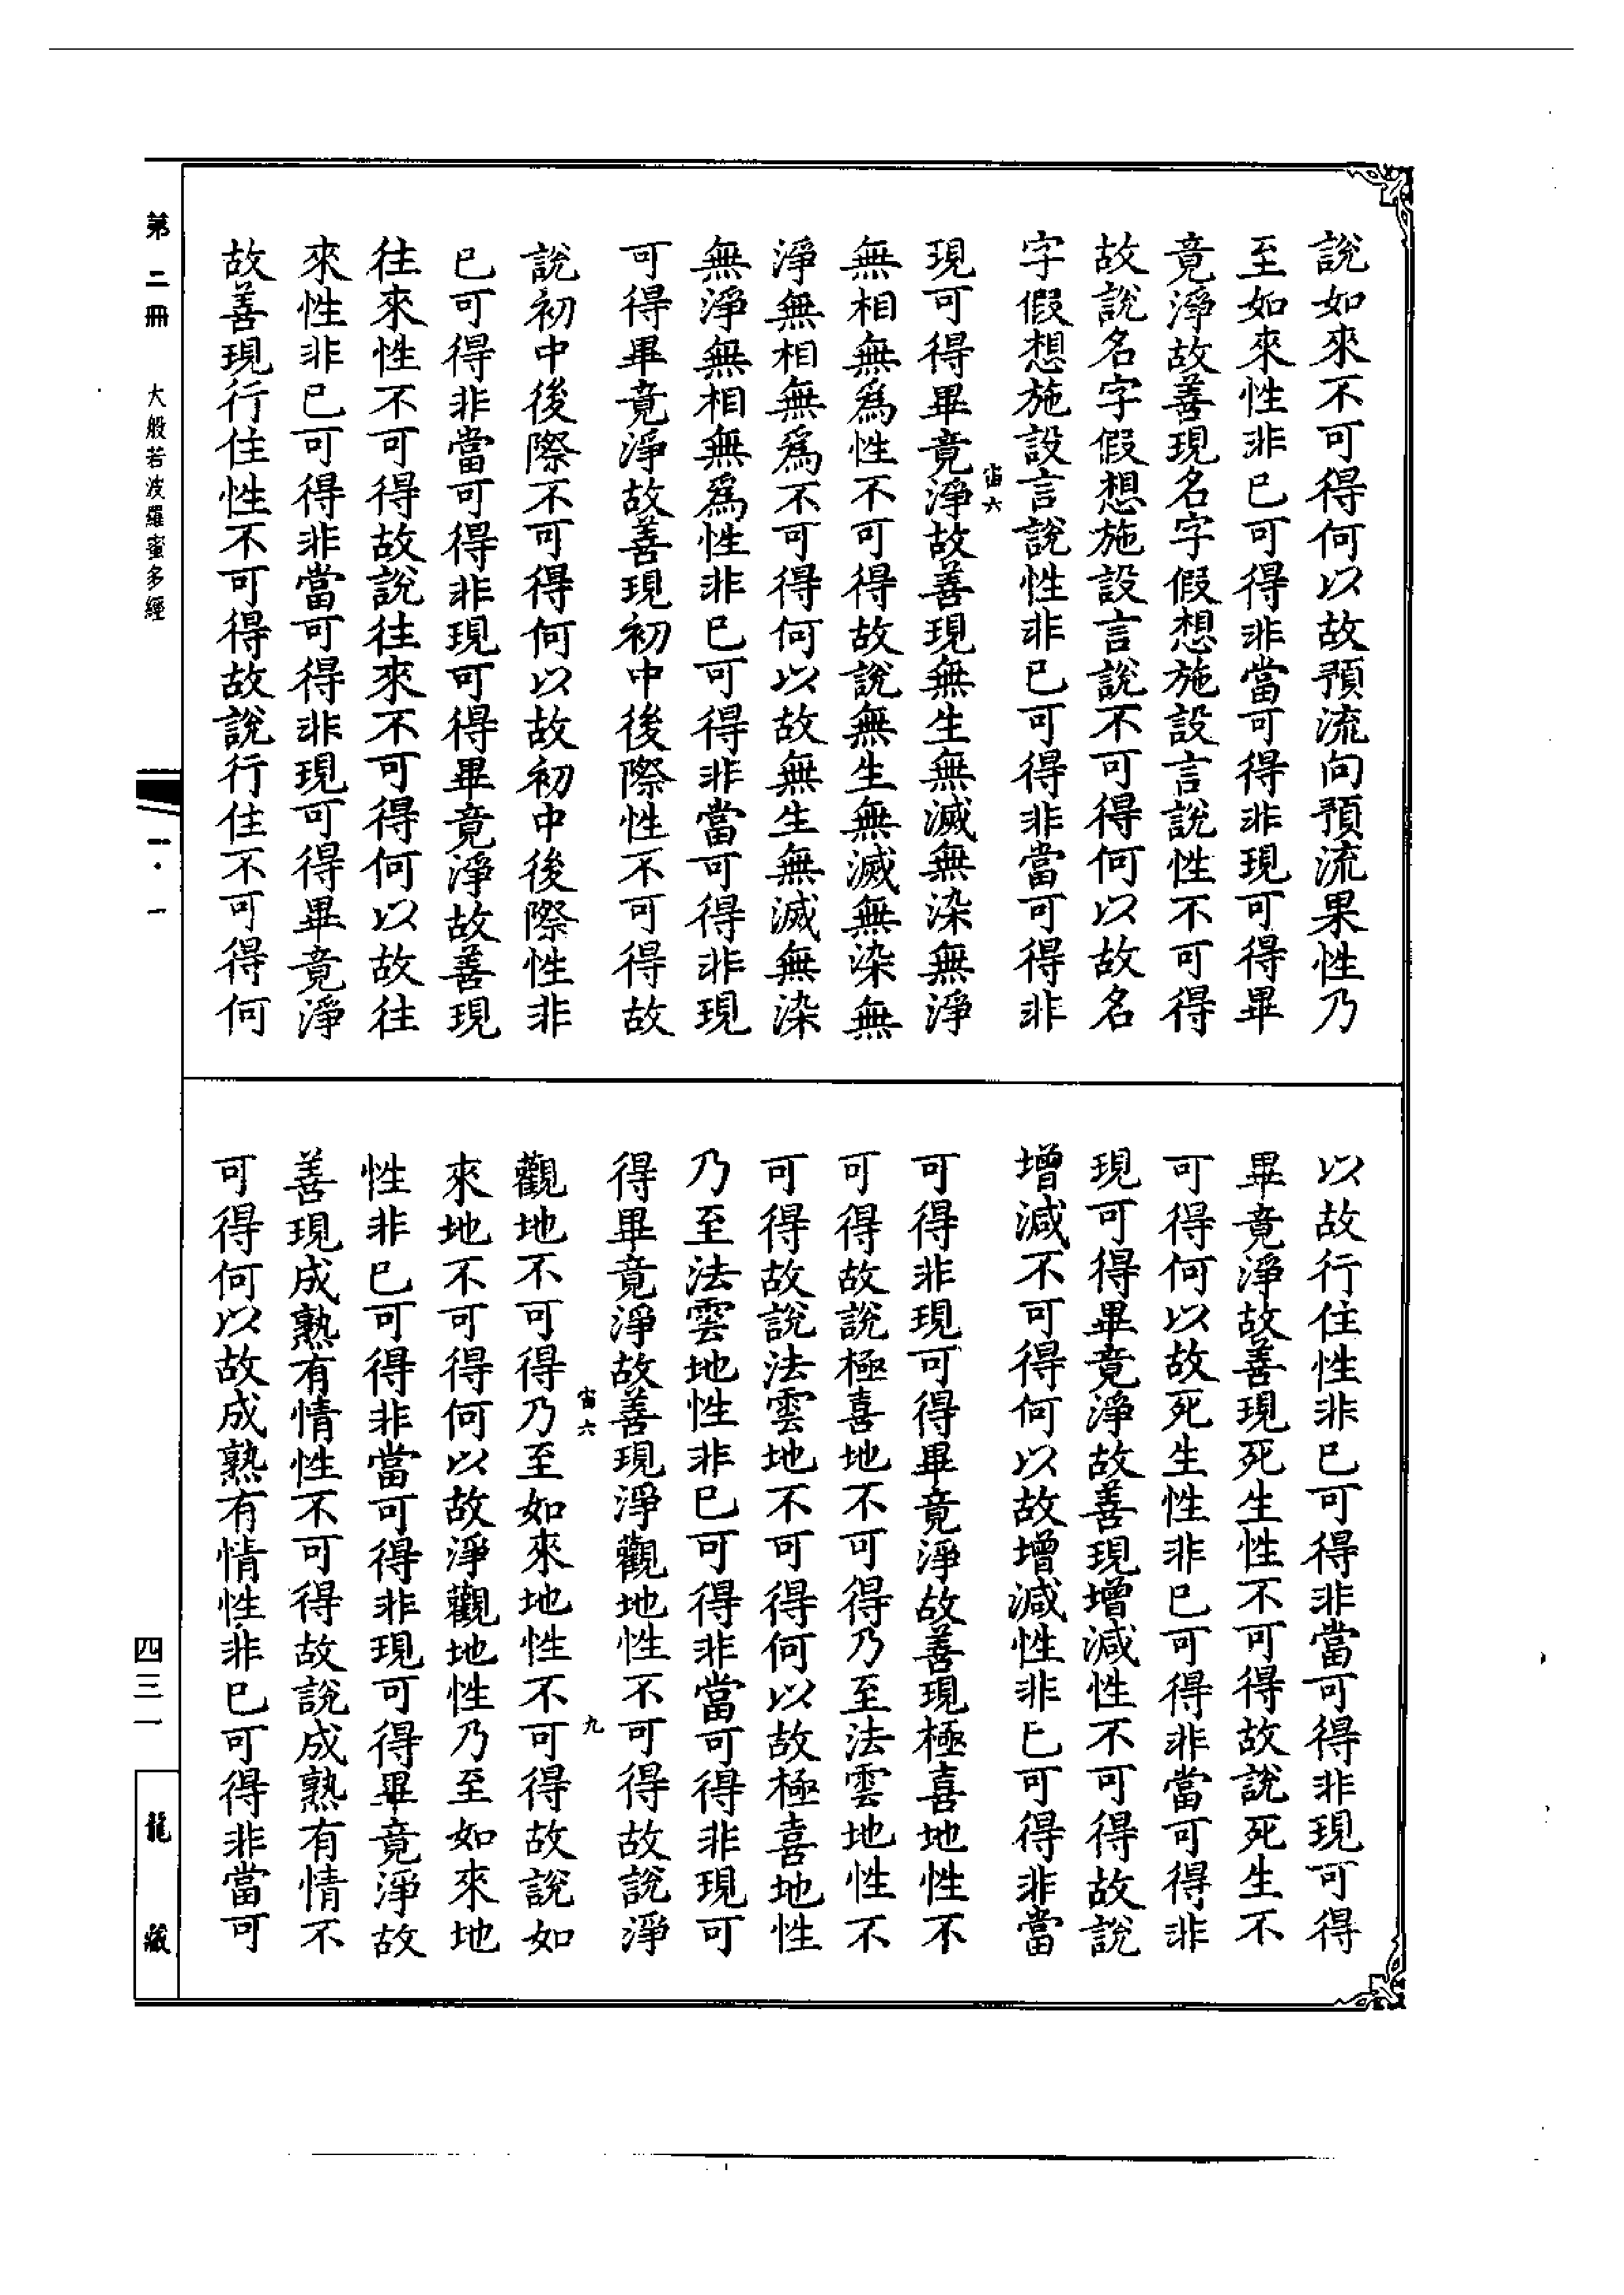 說如來不可得何以故預流向預流果性乃
至如來性非已可得非當可得非現可得畢
竟淨故善現名字假想施設言說性不可得
故說名字假想施設言說不可得何以故名
字假想施設言說性非已可得非當可得非
宙六
現可得畢竟淨故善現無生無滅無染無淨
無相無為性不可得故說無生無滅無染無
淨無相無為不可得何以故無生無滅無染
無淨無相無為性非已可得非當可得非現
可得畢竟淨故善現初中後際性不可得故
說初中後際不可得何以故初中後際性非
已可得非當可得非現可得畢竟淨故善現
往來性不可得故說往來不可得何以故往
來性非已可得非當可得非現可得畢竟淨
故善現行住性不可得故說行住不可得何
以故行住性非已可得非當可得非現可得
畢竟淨故善現死生性不可得故說死生不
可得何以故死生性非已可得非當可得非
現可得畢竟淨故善現增減性不可得故說
增減不可得何以故增減性非已可得非當
可得非現可得畢竟淨故善現極喜地性不
可得故說極喜地不可得乃至法雲地性不
可得故說法雲地不可得何以故極喜地性
乃至法雲地性非已可得非當可得非現可
得畢竟淨故善現淨觀地性不可得故說淨
宙六 九
觀地不可得乃至如來地性不可得故說如
來地不可得何以故淨觀地性乃至如來地
性非已可得非當可得非現可得畢竟淨故
善現成熟有情性不可得故說成熟有情不
可得何以故成熟有情性非已可得非當可
第二冊 大般若波羅蜜多經 一·一 四三一 龍藏